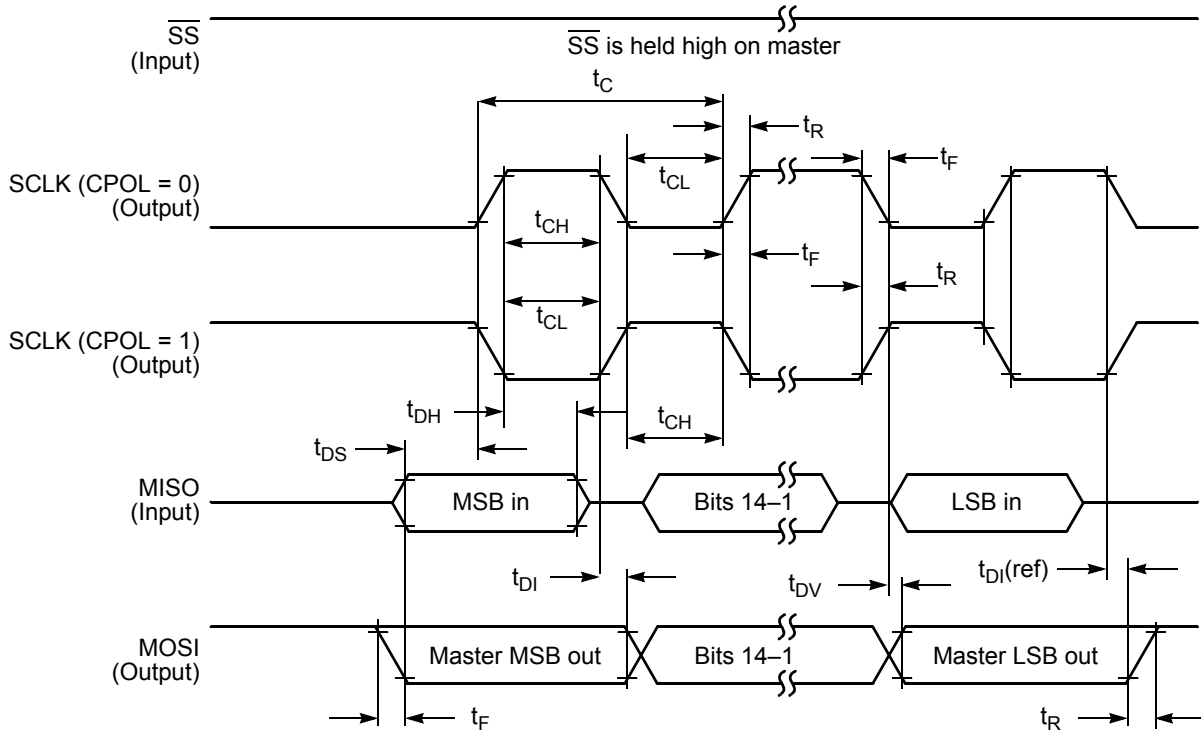 SS
(Input)
SS is held high on master
tC
tR
tF
tCL
SCLK (CPOL = 0)
(Output)
tCH
tF
tR
tCL
SCLK (CPOL = 1)
(Output)
tDH
tCH
tDS
MISO
(Input)
MSB in
Bits 14–1
LSB in
tDI
tDV
tDI(ref)
MOSI
(Output)
Master MSB out
Bits 14–1
Master LSB out
tF
tR